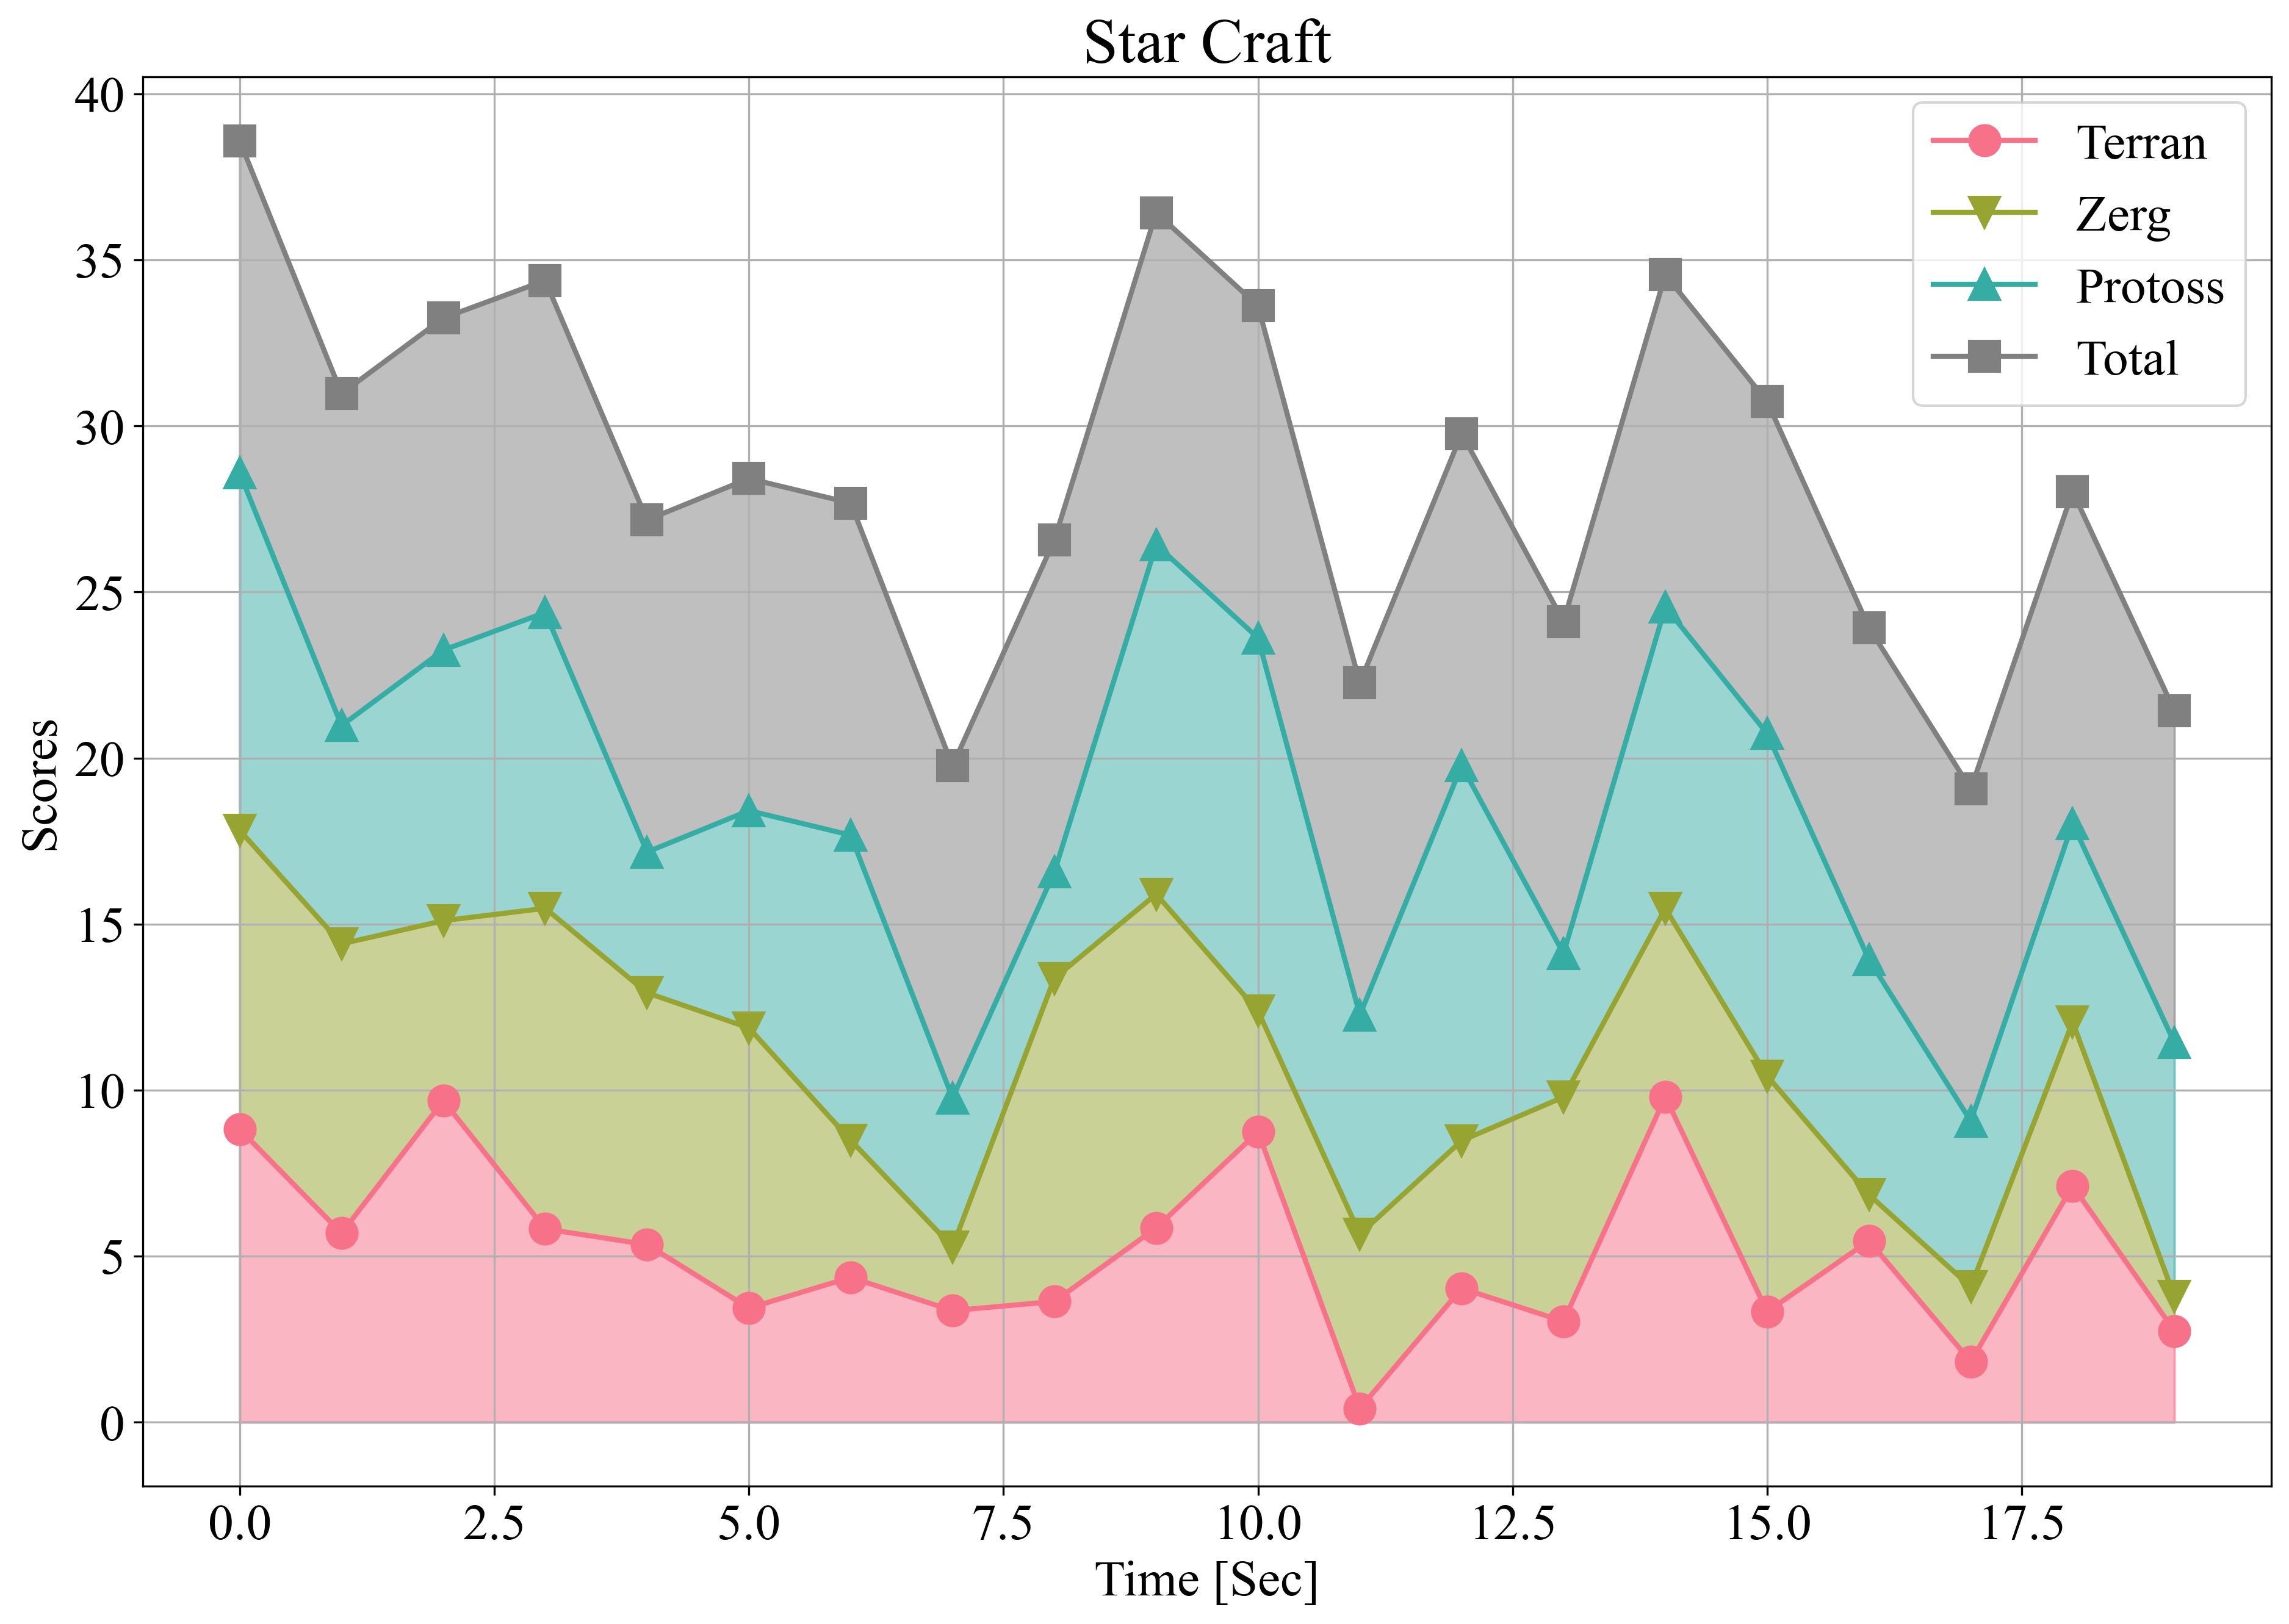 Star Craft
40
35
30
25
20
15
10
5
0
Scores
Terran
Zerg
Protoss
Total
0.0 2.5 5.0 7.5 10.0 12.5 15.0 17.5
Time [Sec]